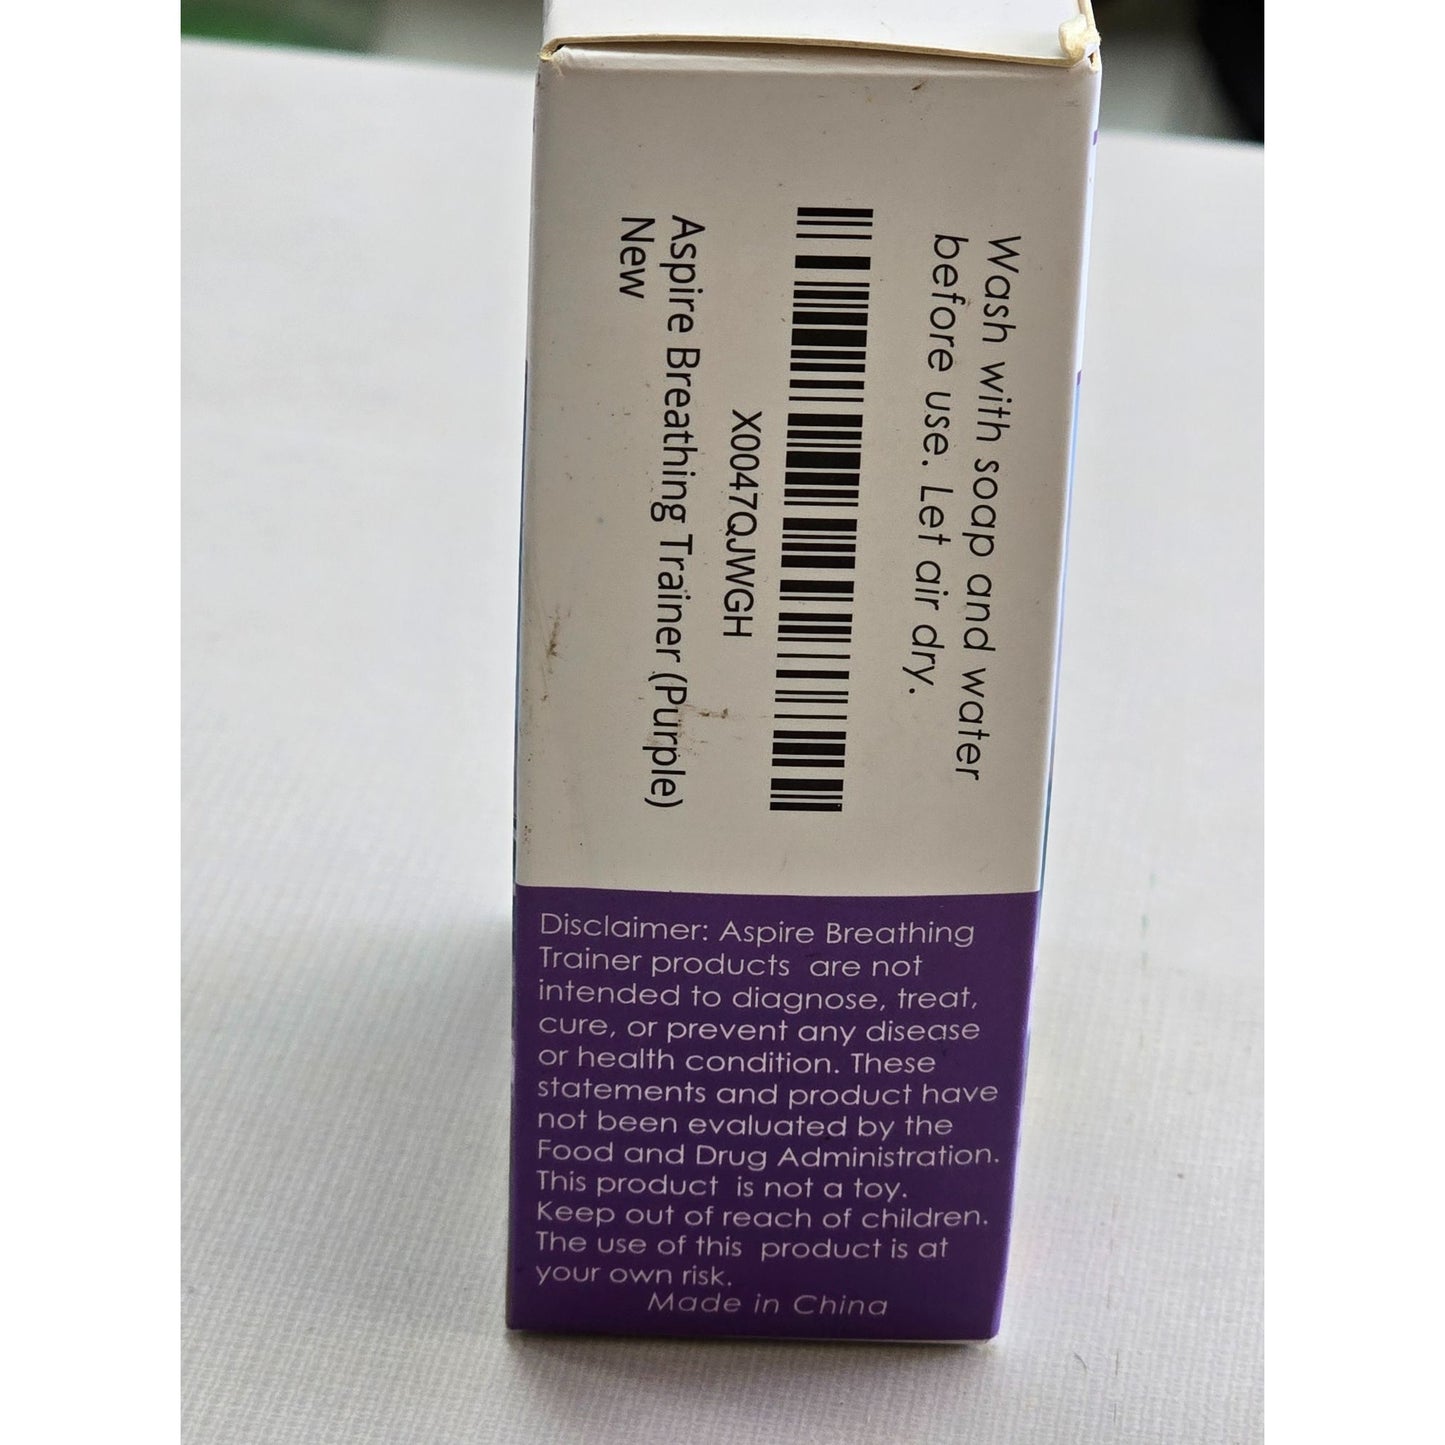 Wash with soap and water
before use. Let air dry.
X0047QJWGH
Aspire Breathing Trainer (Purple)
New
Disclaimer: Aspire Breathing
Trainer products are not
intended to diagnose, treat,
cure, or prevent any disease
or health condition. These
statements and product have
not been evaluated by the
Food and Drug Administration.
This product is not a toy.
Keep out of reach of children.
The use of this product is at
your own risk.
Made in China